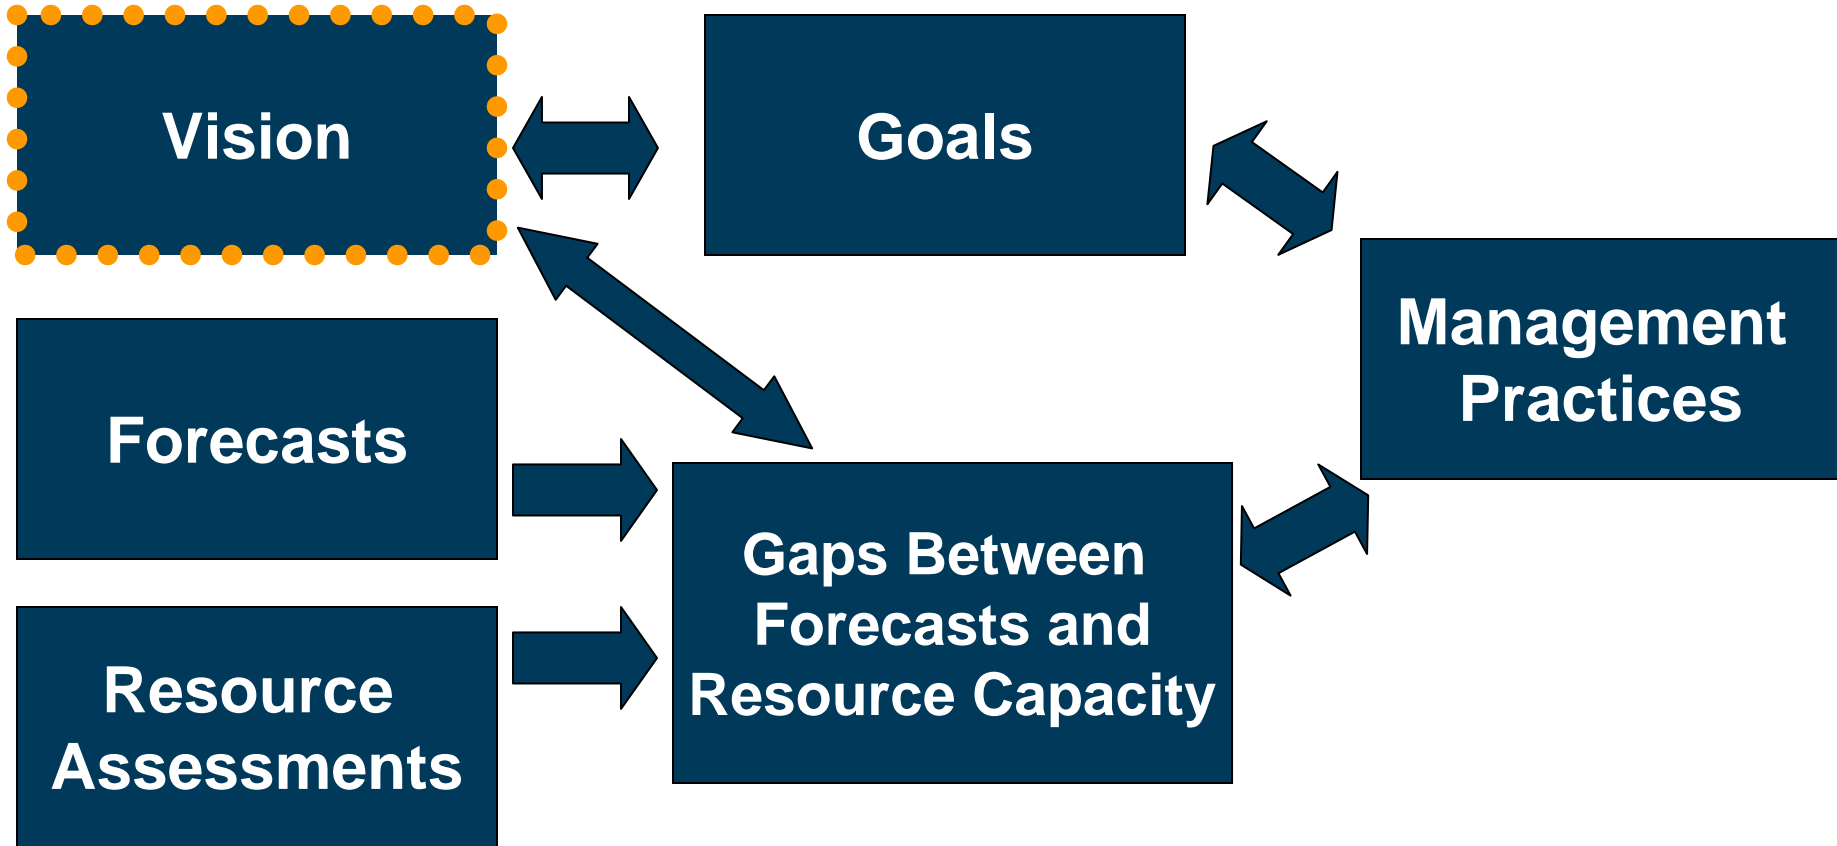 Vision
Goals
Management
Practices
Forecasts
Gaps Between
Forecasts and
Resource Capacity
Resource
Assessments